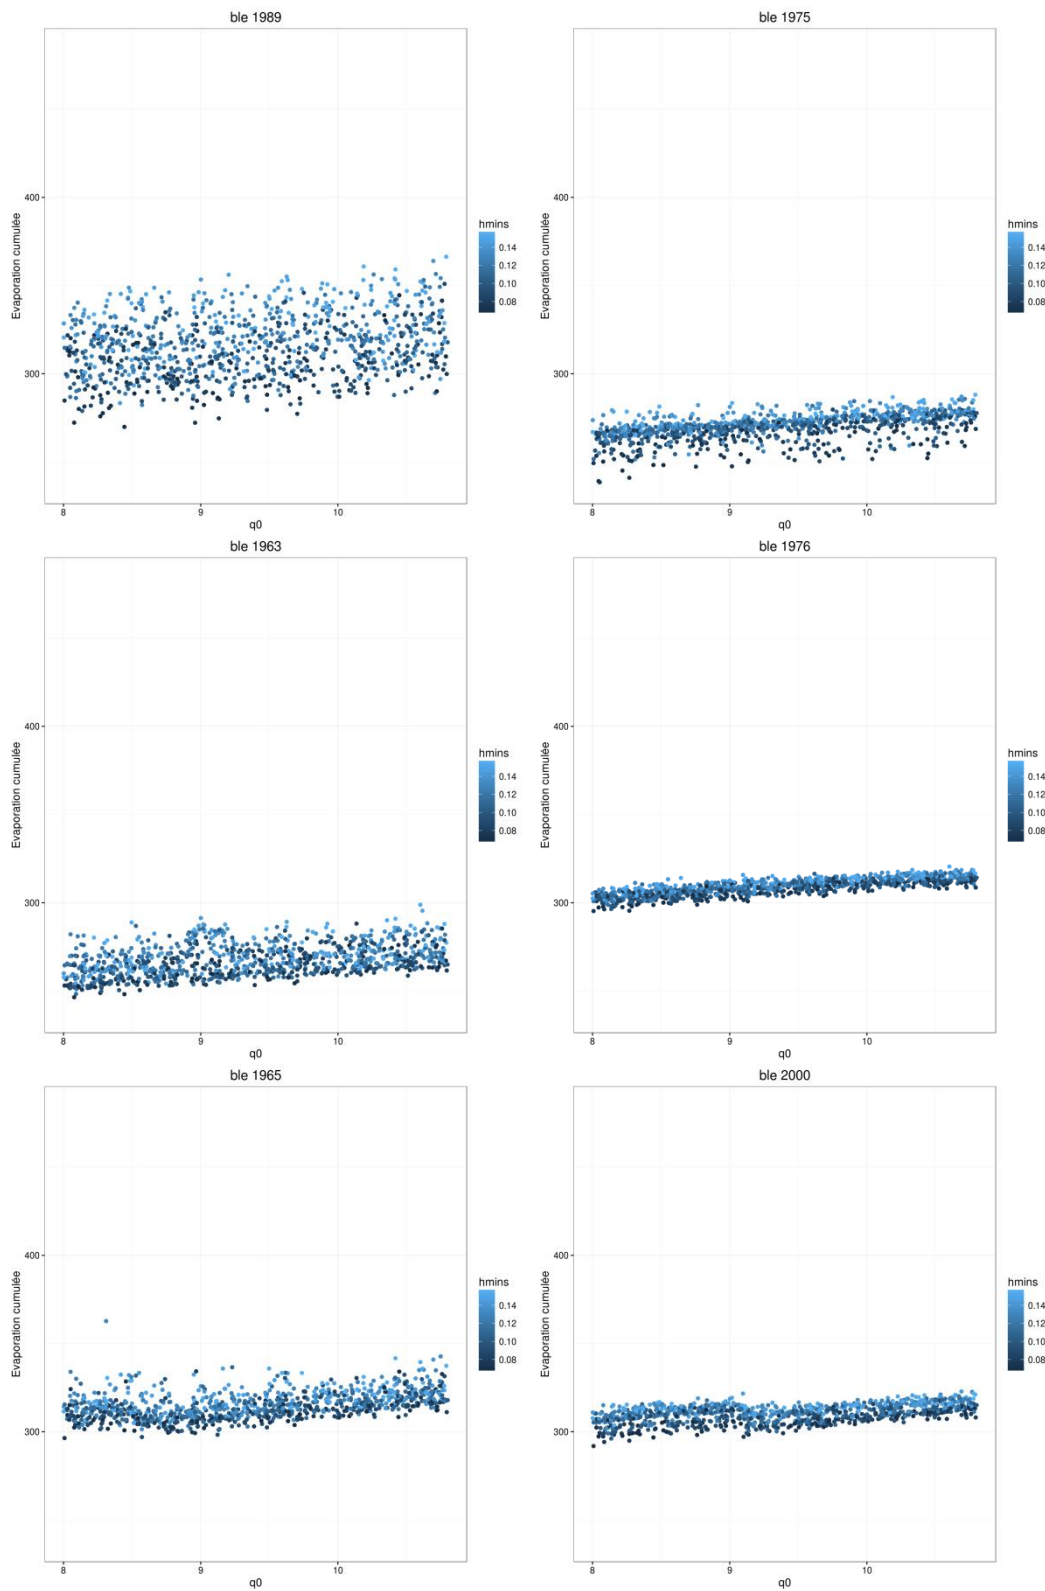 ble 1989
400
300
Evaporation cumulée
8
9
10
q0
hmins
0.14
0.12
0.10
0.08
ble 1975
400
300
Evaporation cumulée
8
9
10
q0
hmins
0.14
0.12
0.10
0.08
ble 1963
400
300
Evaporation cumulée
8
9
10
q0
hmins
0.14
0.12
0.10
0.08
ble 1976
400
300
Evaporation cumulée
8
9
10
q0
hmins
0.14
0.12
0.10
0.08
ble 1965
400
300
Evaporation cumulée
8
9
10
q0
hmins
0.14
0.12
0.10
0.08
ble 2000
400
300
Evaporation cumulée
8
9
10
q0
hmins
0.14
0.12
0.10
0.08